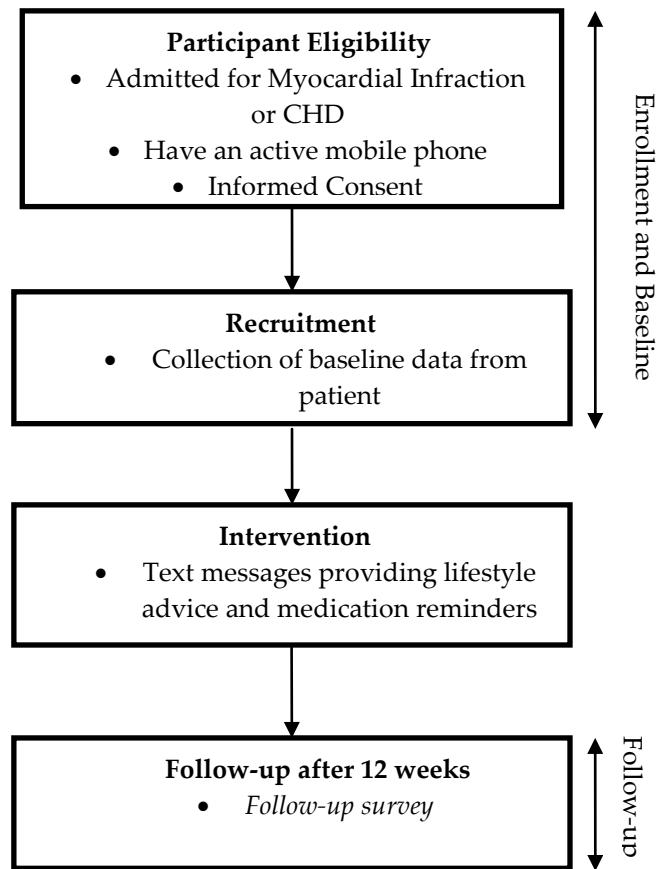 Participant Eligibility
• Admitted for Myocardial Infraction
or CHD
• Have an active mobile phone
• Informed Consent
Enrollment and Baseline
Recruitment
• Collection of baseline data from
patient
Intervention
• Text messages providing lifestyle
advice and medication reminders
Follow-up after 12 weeks
• Follow-up survey
Follow-up